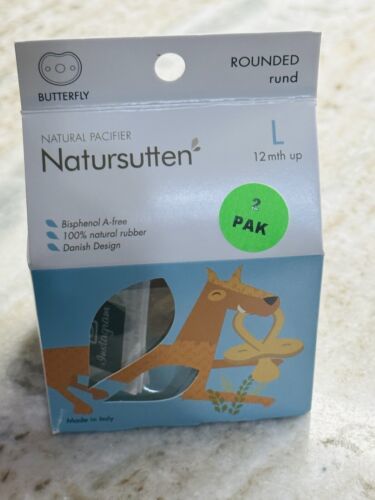 BUTTERFLY
ROUNDED
rund
NATURAL PACIFIER
Natursutten
L
12 mth up
Bisphenol A-free
100% natural rubber
Danish Design
2
PAK
Instagram
Made in Italy